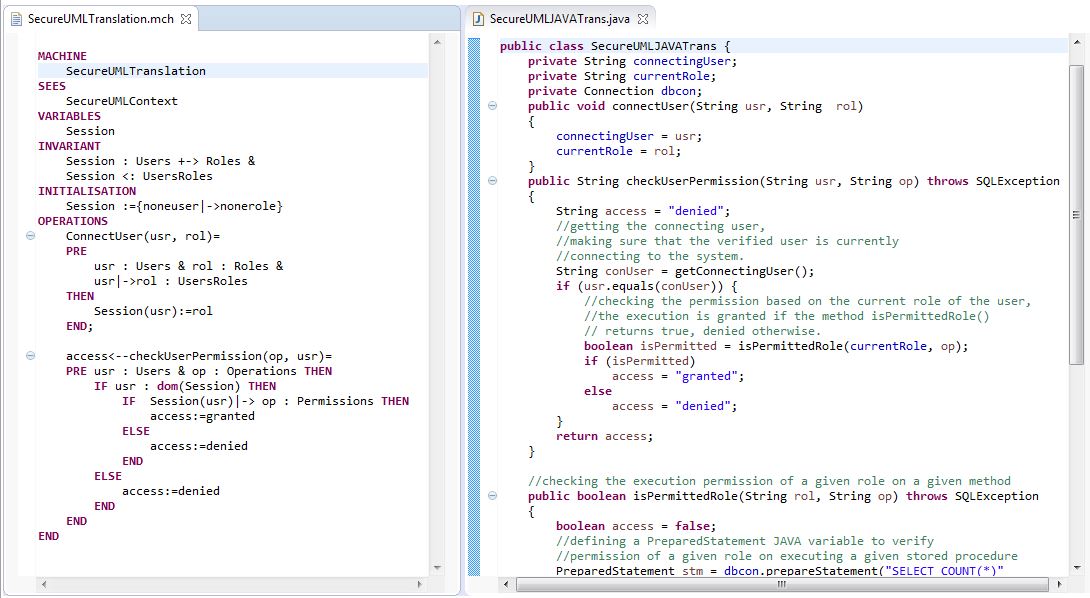 SecureUMLTranslation.mch
MACHINE
SecureUMLTranslation
SEES
SecureUMLContext
VARIABLES
Session
INVARIANT
Session : Users +-> Roles &
Session <: UsersRoles
INITIALISATION
Session :={noneuser|->nonerole}
OPERATIONS
ConnectUser(usr, rol)=
PRE
usr : Users & rol : Roles &
usr|->rol : UsersRoles
THEN
Session(usr):=rol
END;
access<--checkUserPermission(op, usr)=
PRE usr : Users & op : Operations THEN
IF usr : dom(Session) THEN
IF  Session(usr)|-> op : Permissions THEN
access:=granted
ELSE
access:=denied
END
ELSE
access:=denied
END
END
END
SecureUMLJAVATrans.java
public class SecureUMLJAVATrans {
private String connectingUser;
private String currentRole;
private Connection dbcon;
public void connectUser(String usr, String  rol)
{
connectingUser = usr;
currentRole = rol;
}
public String checkUserPermission(String usr, String op) throws SQLException
{
String access = "denied";
//getting the connecting user,
//making sure that the verified user is currently
//connecting to the system.
String conUser = getConnectingUser();
if (usr.equals(conUser)) {
//checking the permission based on the current role of the user,
//the execution is granted if the method isPermittedRole()
// returns true, denied otherwise.
boolean isPermitted = isPermittedRole(currentRole, op);
if (isPermitted)
access = "granted";
else
access = "denied";
}
return access;
}
//checking the execution permission of a given role on a given method
public boolean isPermittedRole(String rol, String op) throws SQLException
{
boolean access = false;
//defining a PreparedStatement JAVA variable to verify
//permission of a given role on executing a given stored procedure
PreparedStatement stm = dbcon.prepareStatement("SELECT COUNT(*)"